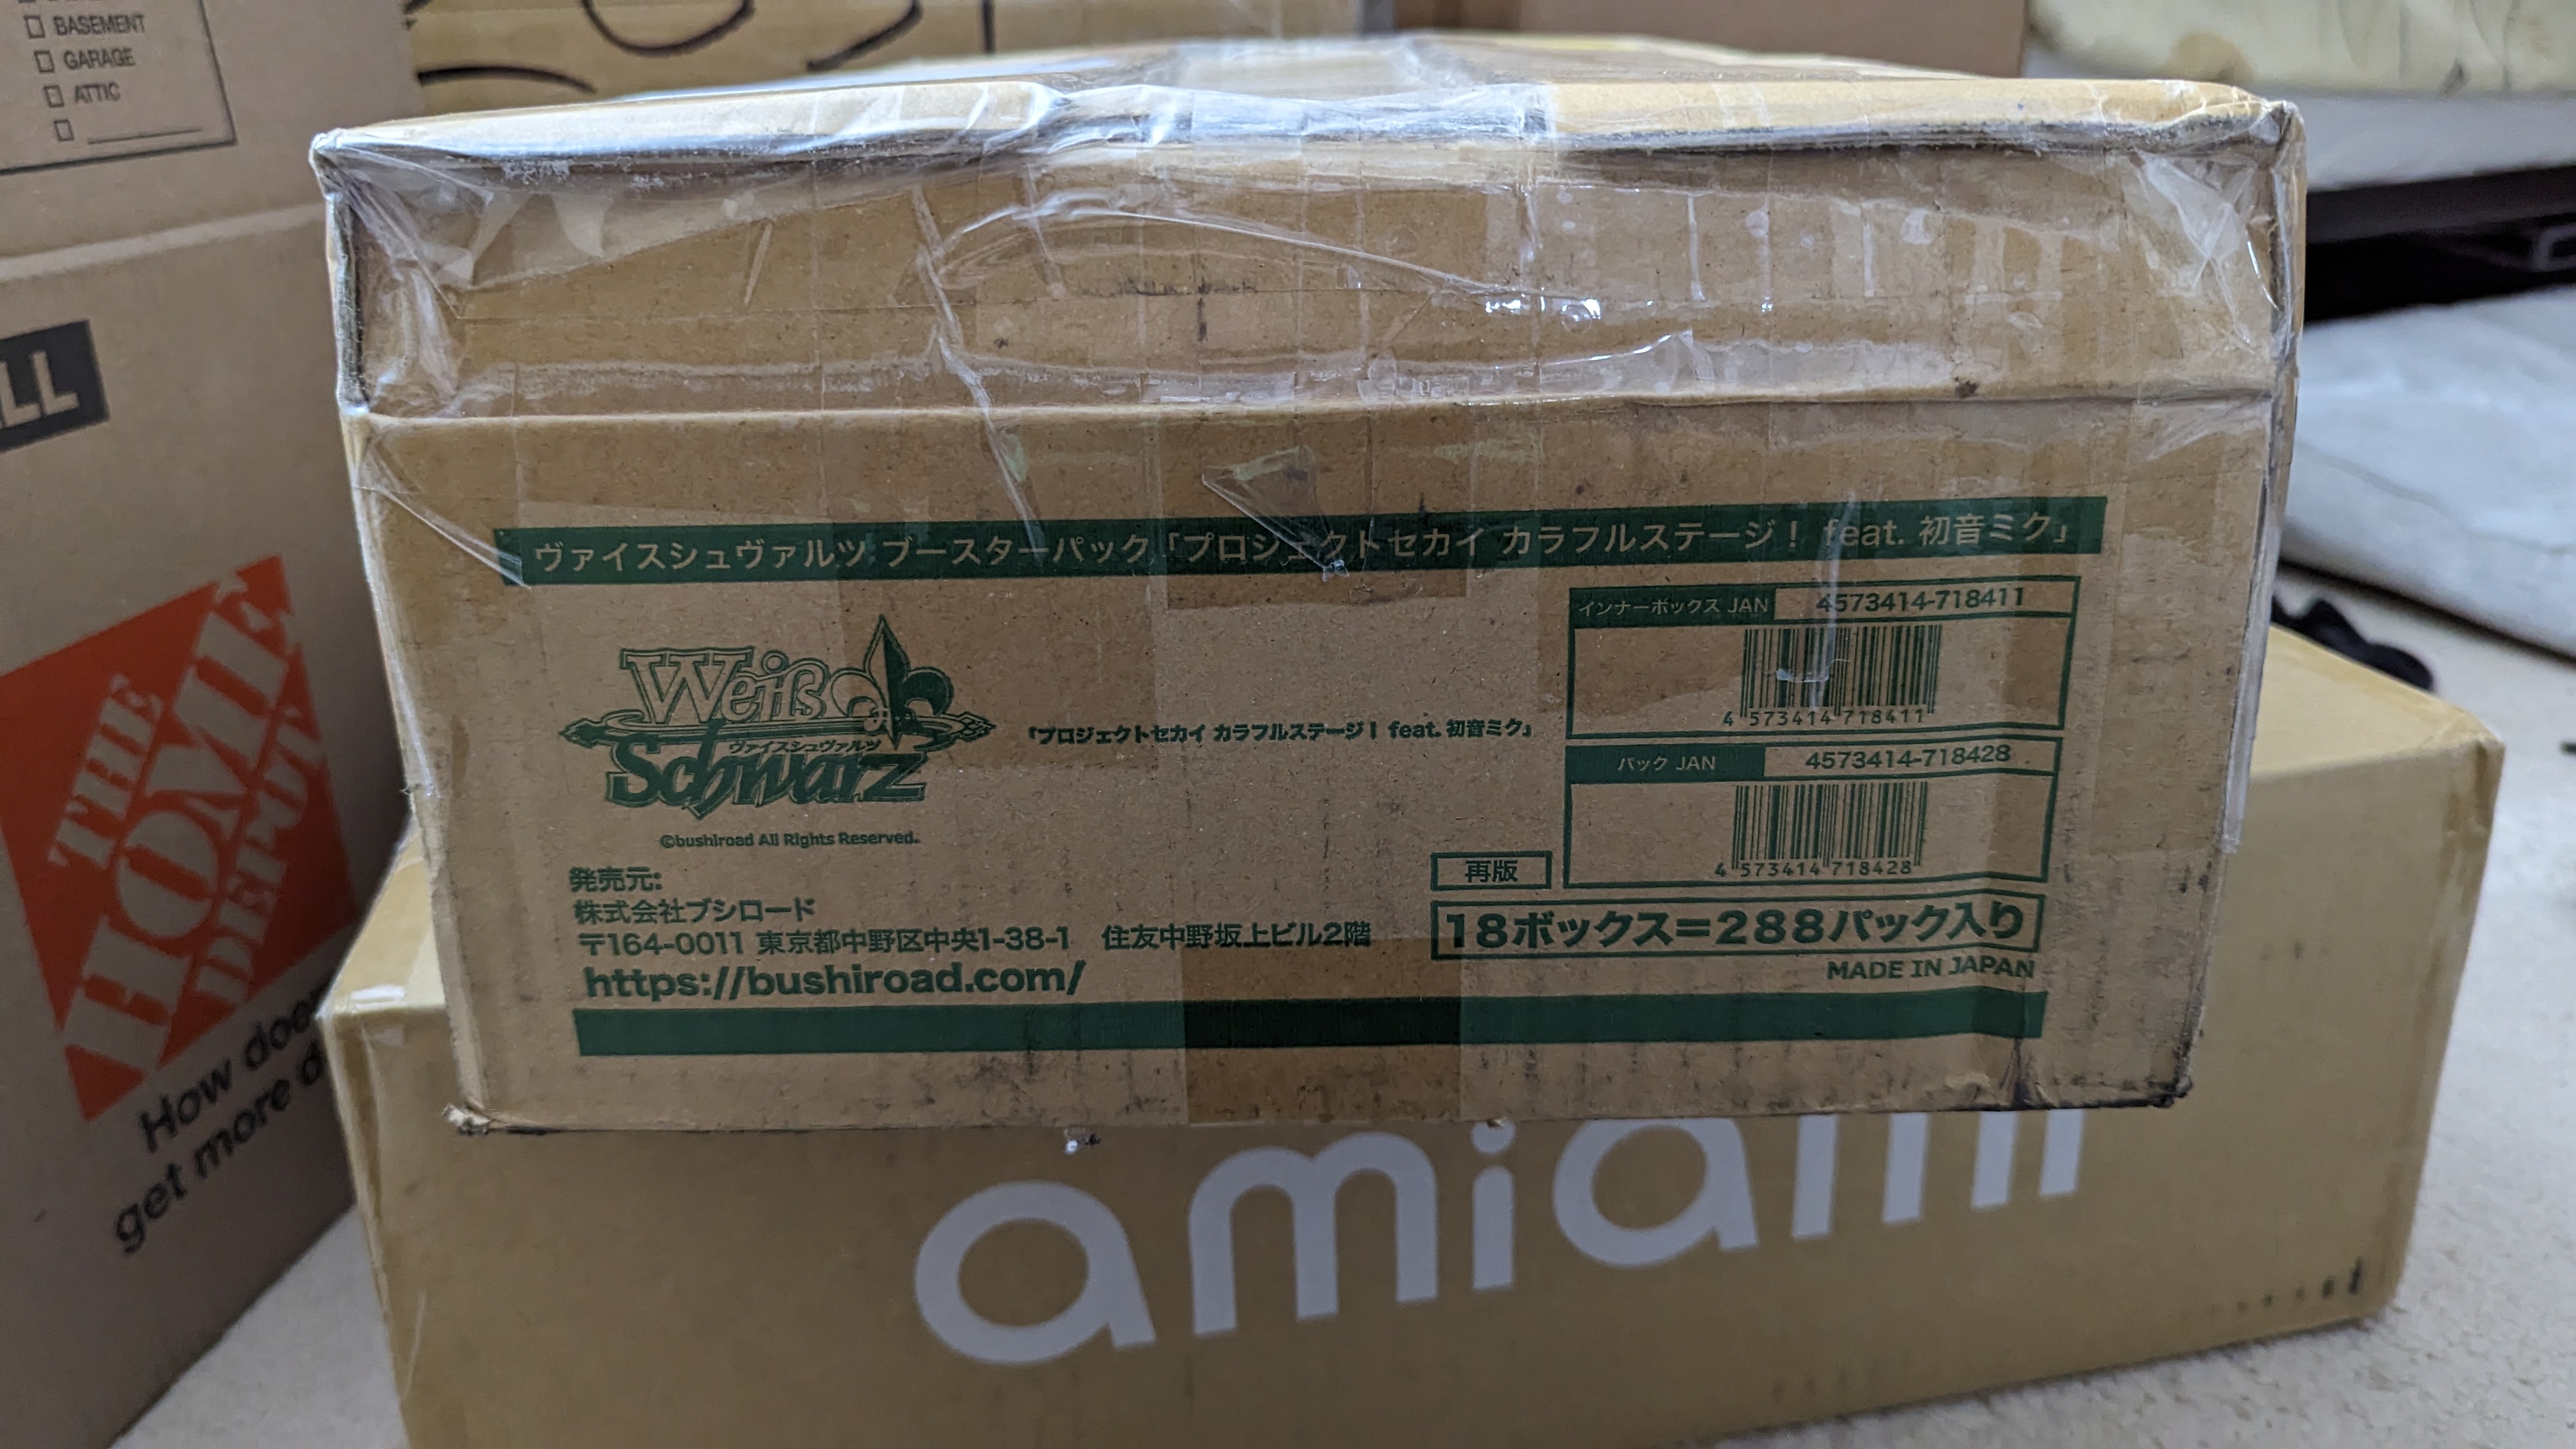 BASEMENT
GARAGE
ATTIC
LL
THE
HOME
DEPOT
How
get more
ヴァイスシュヴァルツ ブースターパック「プロジェクトセカイ カラフルステージ！ feat. 初音ミク」
Weiß
ヴァイスシュヴァルツ
Schwarz
©bushiroad All Rights Reserved.
「プロジェクトセカイ カラフルステージ！ feat. 初音ミク」
インナーボックス JAN 4573414-718411
4 573414 718411
パック JAN 4573414-718428
4 573414 718428
発売元:
株式会社ブシロード
〒164-0011 東京都中野区中央1-38-1 住友中野坂上ビル2階
https://bushiroad.com/
再版
18ボックス=288パック入り
MADE IN JAPAN
amiami